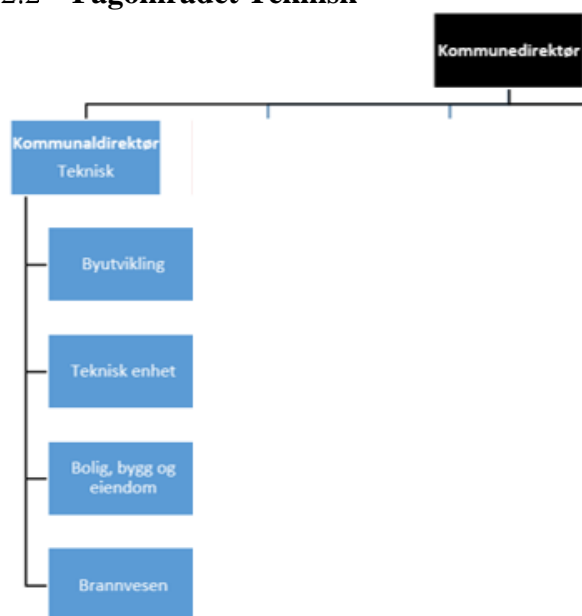 2.2 Fagområdet Teknisk
Kommunedirektør
Kommunaldirektør
Teknisk
Byutvikling
Teknisk enhet
Bolig, bygg og
eiendom
Brannvesen